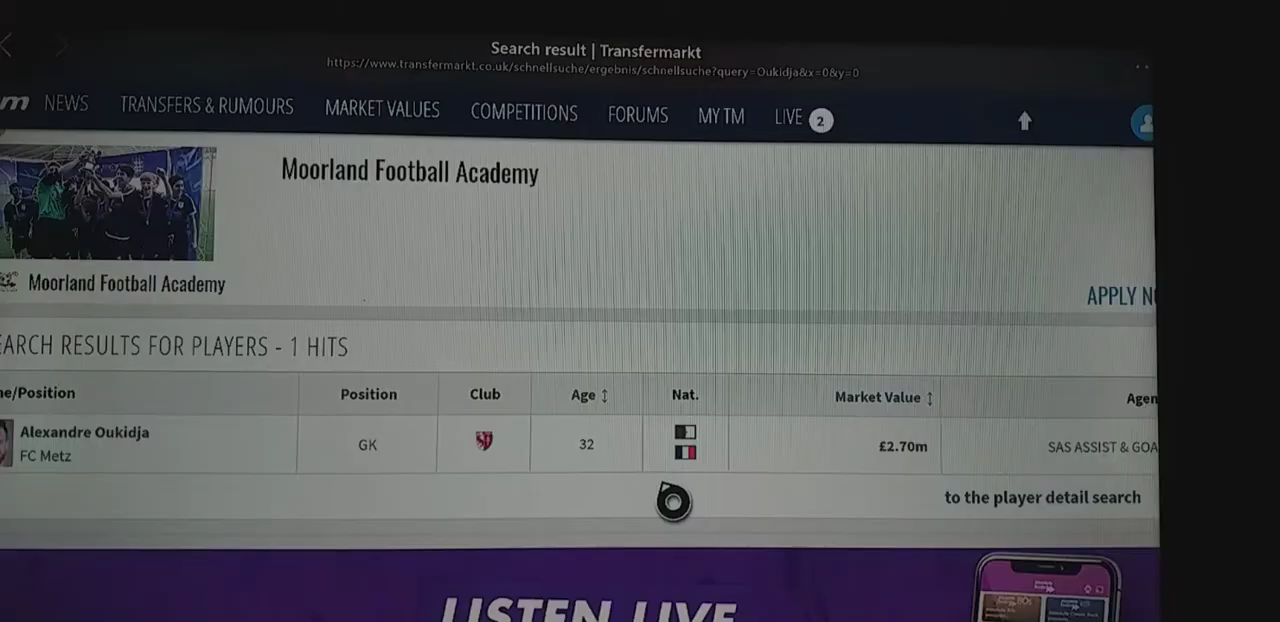 Search result | Transfermarkt
https://www.transfermarkt.co.uk/schnellsuche/ergebnis/schnellsuche?query=Oukidja&x=0&y=0
m NEWS TRANSFERS & RUMOURS MARKET VALUES COMPETITIONS FORUMS MY TM LIVE 2
Moorland Football Academy
Moorland Football Academy
APPLY N
EARCH RESULTS FOR PLAYERS - 1 HITS
ne/Position Position Club Age Nat. Market Value Agen
Alexandre Oukidja
FC Metz
GK 32 £2.70m SAS ASSIST & GOA
to the player detail search
LISTEN LIVE